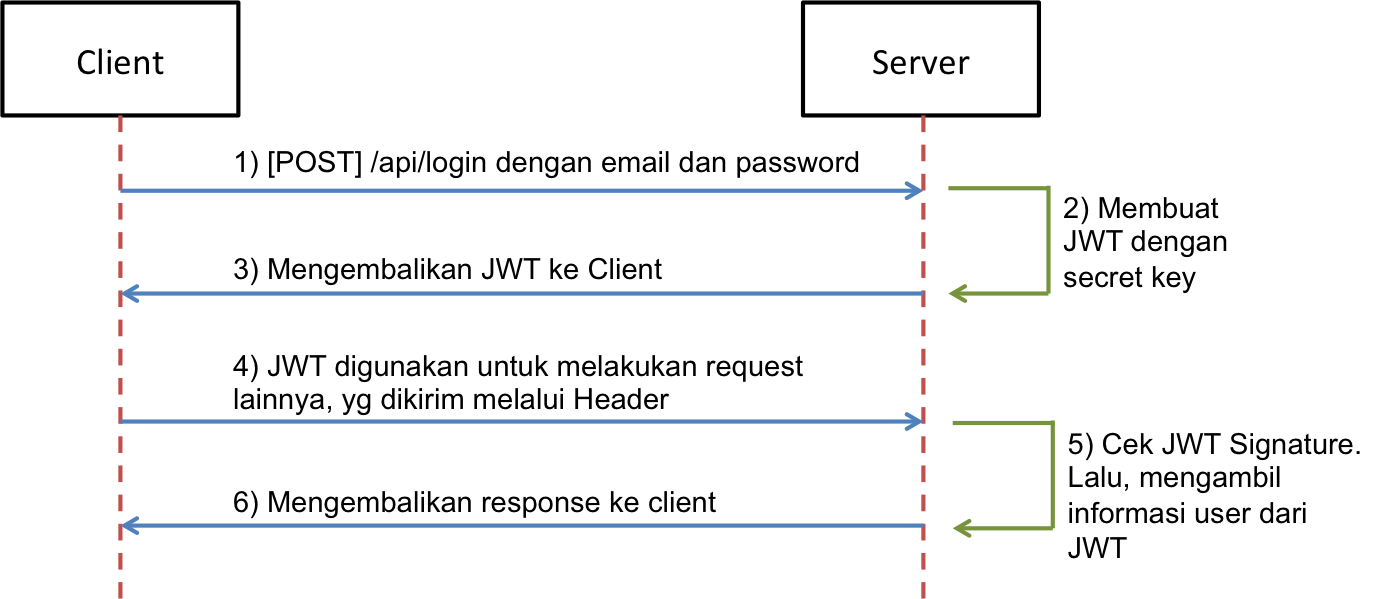 Client
Server
1) [POST] /api/login dengan email dan password
2) Membuat
JWT dengan
secret key
3) Mengembalikan JWT ke Client
4) JWT digunakan untuk melakukan request
lainnya, yg dikirim melalui Header
5) Cek JWT Signature.
Lalu, mengambil
informasi user dari
JWT
6) Mengembalikan response ke client